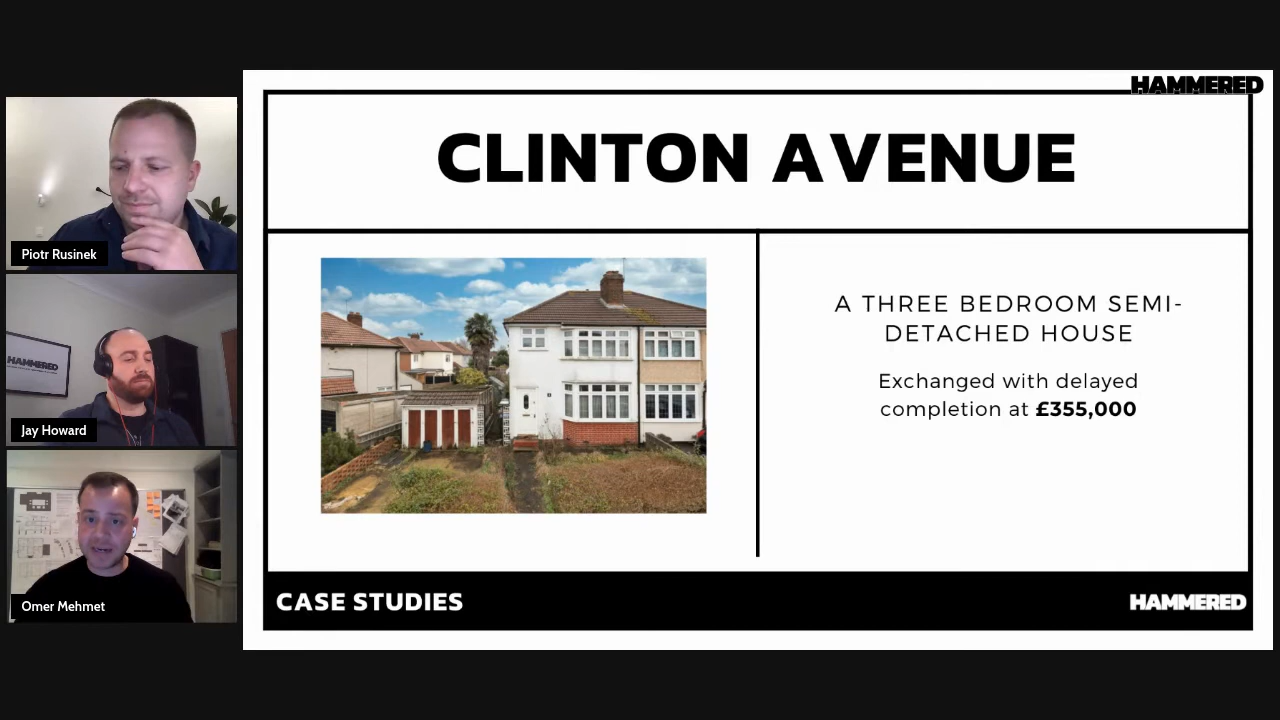 HAMMERED
CLINTON AVENUE
Piotr Rusinek
A THREE BEDROOM SEMI-
DETACHED HOUSE
Exchanged with delayed
completion at £355,000
HAMMERED
Jay Howard
Omer Mehmet
CASE STUDIES
HAMMERED